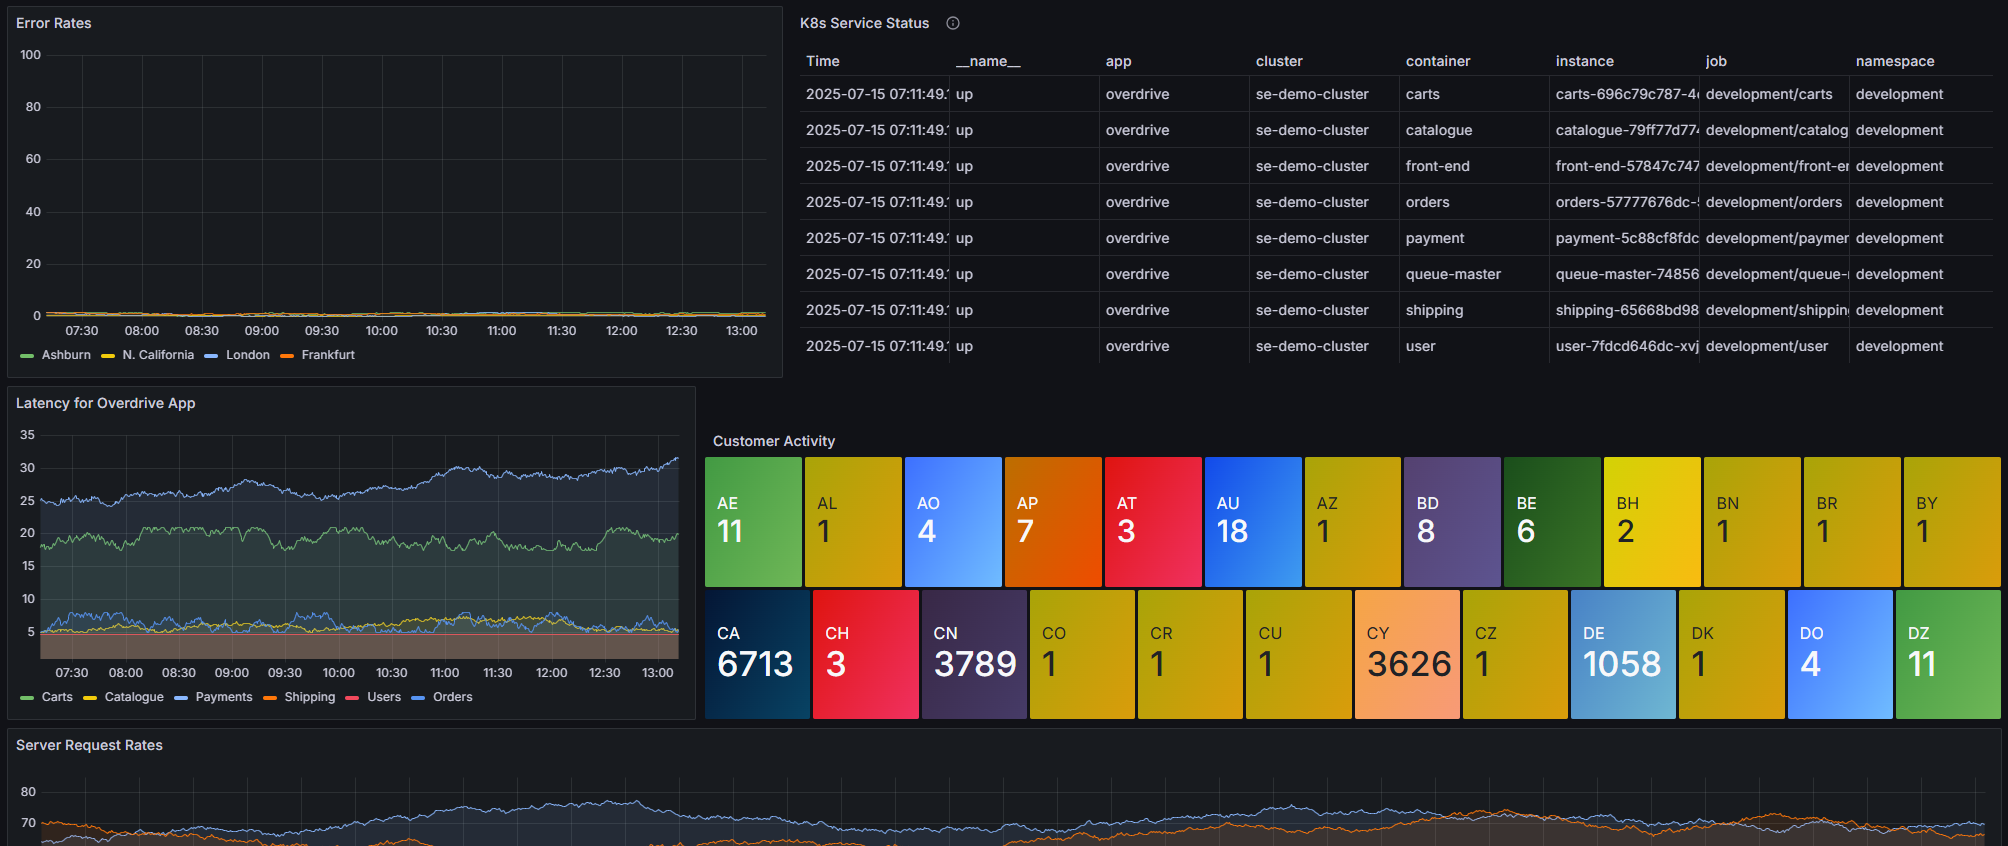 Error Rates
100
80
60
40
20
0
07:30 08:00 08:30 09:00 09:30 10:00 10:30 11:00 11:30 12:00 12:30 13:00
Ashburn N. California London Frankfurt
K8s Service Status
Time __name__ app cluster container instance job namespace
2025-07-15 07:11:49. up overdrive se-demo-cluster carts carts-696c79c787-4 development/carts development
2025-07-15 07:11:49. up overdrive se-demo-cluster catalogue catalogue-79ff77d774 development/catalog development
2025-07-15 07:11:49. up overdrive se-demo-cluster front-end front-end-57847c747 development/front-e development
2025-07-15 07:11:49. up overdrive se-demo-cluster orders orders-57777676dc- development/orders development
2025-07-15 07:11:49. up overdrive se-demo-cluster payment payment-5c88cf8fdc development/paymen development
2025-07-15 07:11:49. up overdrive se-demo-cluster queue-master queue-master-74856 development/queue- development
2025-07-15 07:11:49. up overdrive se-demo-cluster shipping shipping-65668bd98 development/shipping development
2025-07-15 07:11:49. up overdrive se-demo-cluster user user-7fdcd646dc-xvj development/user development
Latency for Overdrive App
35
30
25
20
15
10
5
07:30 08:00 08:30 09:00 09:30 10:00 10:30 11:00 11:30 12:00 12:30 13:00
Carts Catalogue Payments Shipping Users Orders
Customer Activity
AE AL AO AP AT AU AZ BD BE BH BN BR BY
11 1 4 7 3 18 1 8 6 2 1 1 1
CA CH CN CO CR CU CY CZ DE DK DO DZ
6713 3 3789 1 1 1 3626 1 1058 1 4 11
Server Request Rates
80
70